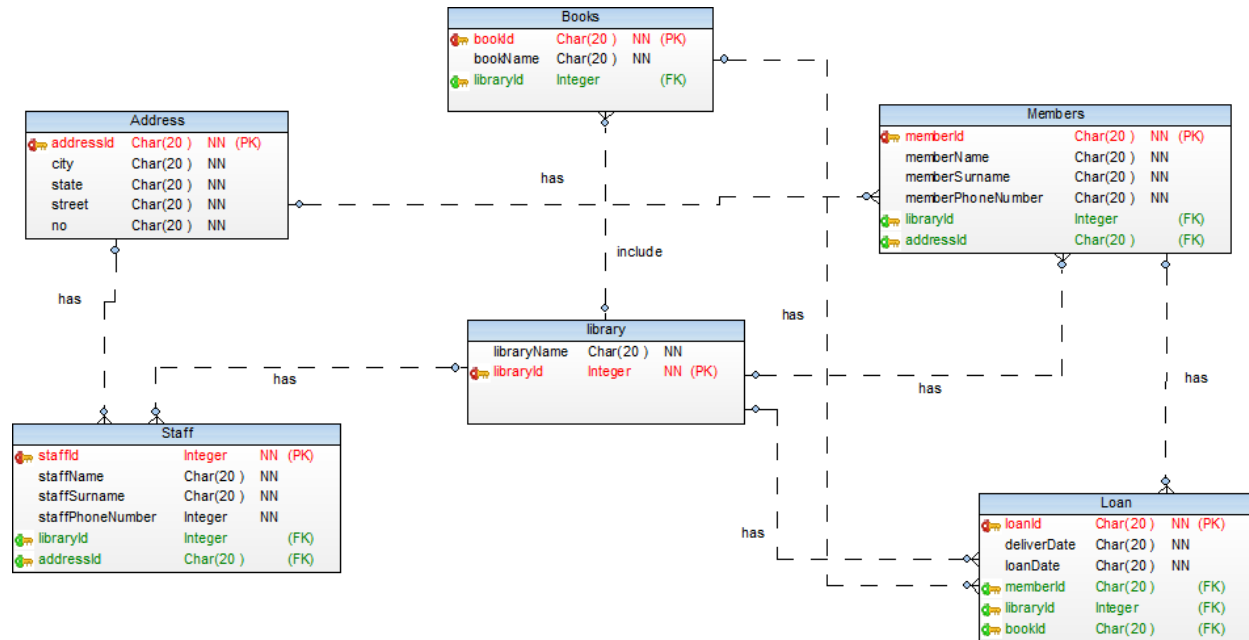 Books
bookId Char(20 ) NN (PK)
bookName Char(20 ) NN
libraryId Integer (FK)
Address
addressId Char(20 ) NN (PK)
city Char(20 ) NN
state Char(20 ) NN
street Char(20 ) NN
no Char(20 ) NN
Members
memberId Char(20 ) NN (PK)
memberName Char(20 ) NN
memberSurname Char(20 ) NN
memberPhoneNumber Char(20 ) NN
libraryId Integer (FK)
addressId Char(20 ) (FK)
has
include
has
library
libraryName Char(20 ) NN
libraryId Integer NN (PK)
has
has
has
has
Staff
staffId Integer NN (PK)
staffName Char(20 ) NN
staffSurname Char(20 ) NN
staffPhoneNumber Integer NN
libraryId Integer (FK)
addressId Char(20 ) (FK)
has
Loan
loanId Char(20 ) NN (PK)
deliverDate Char(20 ) NN
loanDate Char(20 ) NN
memberId Char(20 ) (FK)
libraryId Integer (FK)
bookId Char(20 ) (FK)